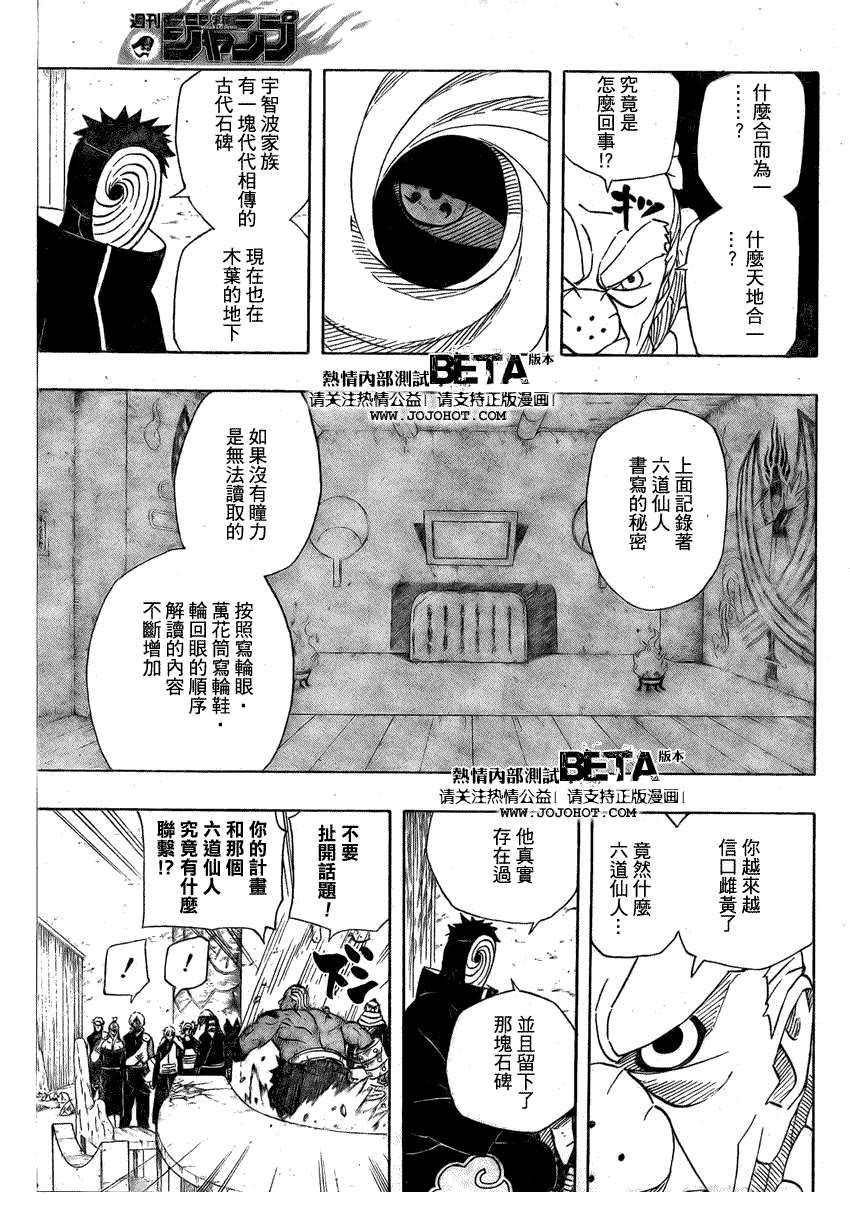 週刊
少年
ジャンプ
什麼合而為一
……?
什麼天地合一
…?
究竟是
怎麼回事!?
ギッ
宇智波家族
有一塊代代相傳的
古代石碑
現在也在
木葉的地下
熱情內部測試 BETA 版本
请关注热情公益! 请支持正版漫画!
WWW.JOJOHOT.COM
上面記錄著
六道仙人
書寫的秘密
如果沒有瞳力
是無法讀取的
按照寫輪眼・
萬花筒寫輪鞋・
輪回眼的順序
解讀的內容
不斷增加
熱情內部測試 BETA 版本
请关注热情公益! 请支持正版漫画!
WWW.JOJOHOT.COM
你越來越
信口雌黃了
竟然什麼
六道仙人…
他真實
存在過
並且留下了
那塊石碑
不要
扯開話題!
你的計畫
和那個
六道仙人
究竟有什麼
聯繫!?
ドン
!
!